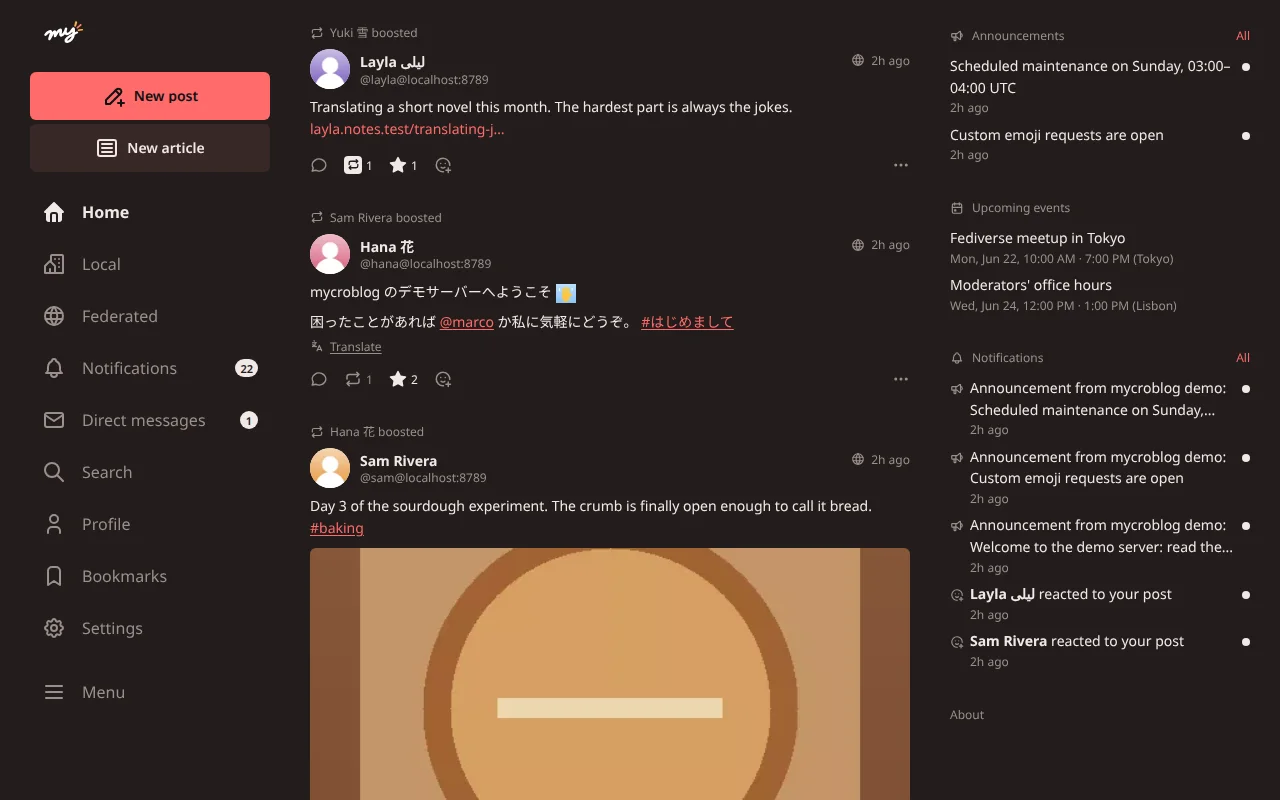 my
New post
New article
Home
Local
Federated
Notifications 22
Direct messages 1
Search
Profile
Bookmarks
Settings
Menu
Yuki 雪 boosted
Layla ليلى
@layla@localhost:8789
2h ago
Translating a short novel this month. The hardest part is always the jokes.
layla.notes.test/translating-j…
1 1
Sam Rivera boosted
Hana 花
@hana@localhost:8789
2h ago
mycroblog のデモサーバーへようこそ
困ったことがあれば @marco か私に気軽にどうぞ。 #はじめまして
Translate
1 2
Hana 花 boosted
Sam Rivera
@sam@localhost:8789
2h ago
Day 3 of the sourdough experiment. The crumb is finally open enough to call it bread.
#baking
Announcements All
Scheduled maintenance on Sunday, 03:00–
04:00 UTC
2h ago
Custom emoji requests are open
2h ago
Upcoming events
Fediverse meetup in Tokyo
Mon, Jun 22, 10:00 AM · 7:00 PM (Tokyo)
Moderators' office hours
Wed, Jun 24, 12:00 PM · 1:00 PM (Lisbon)
Notifications All
Announcement from mycroblog demo:
Scheduled maintenance on Sunday,…
2h ago
Announcement from mycroblog demo:
Custom emoji requests are open
2h ago
Announcement from mycroblog demo:
Welcome to the demo server: read the…
2h ago
Layla ليلى reacted to your post
2h ago
Sam Rivera reacted to your post
2h ago
About